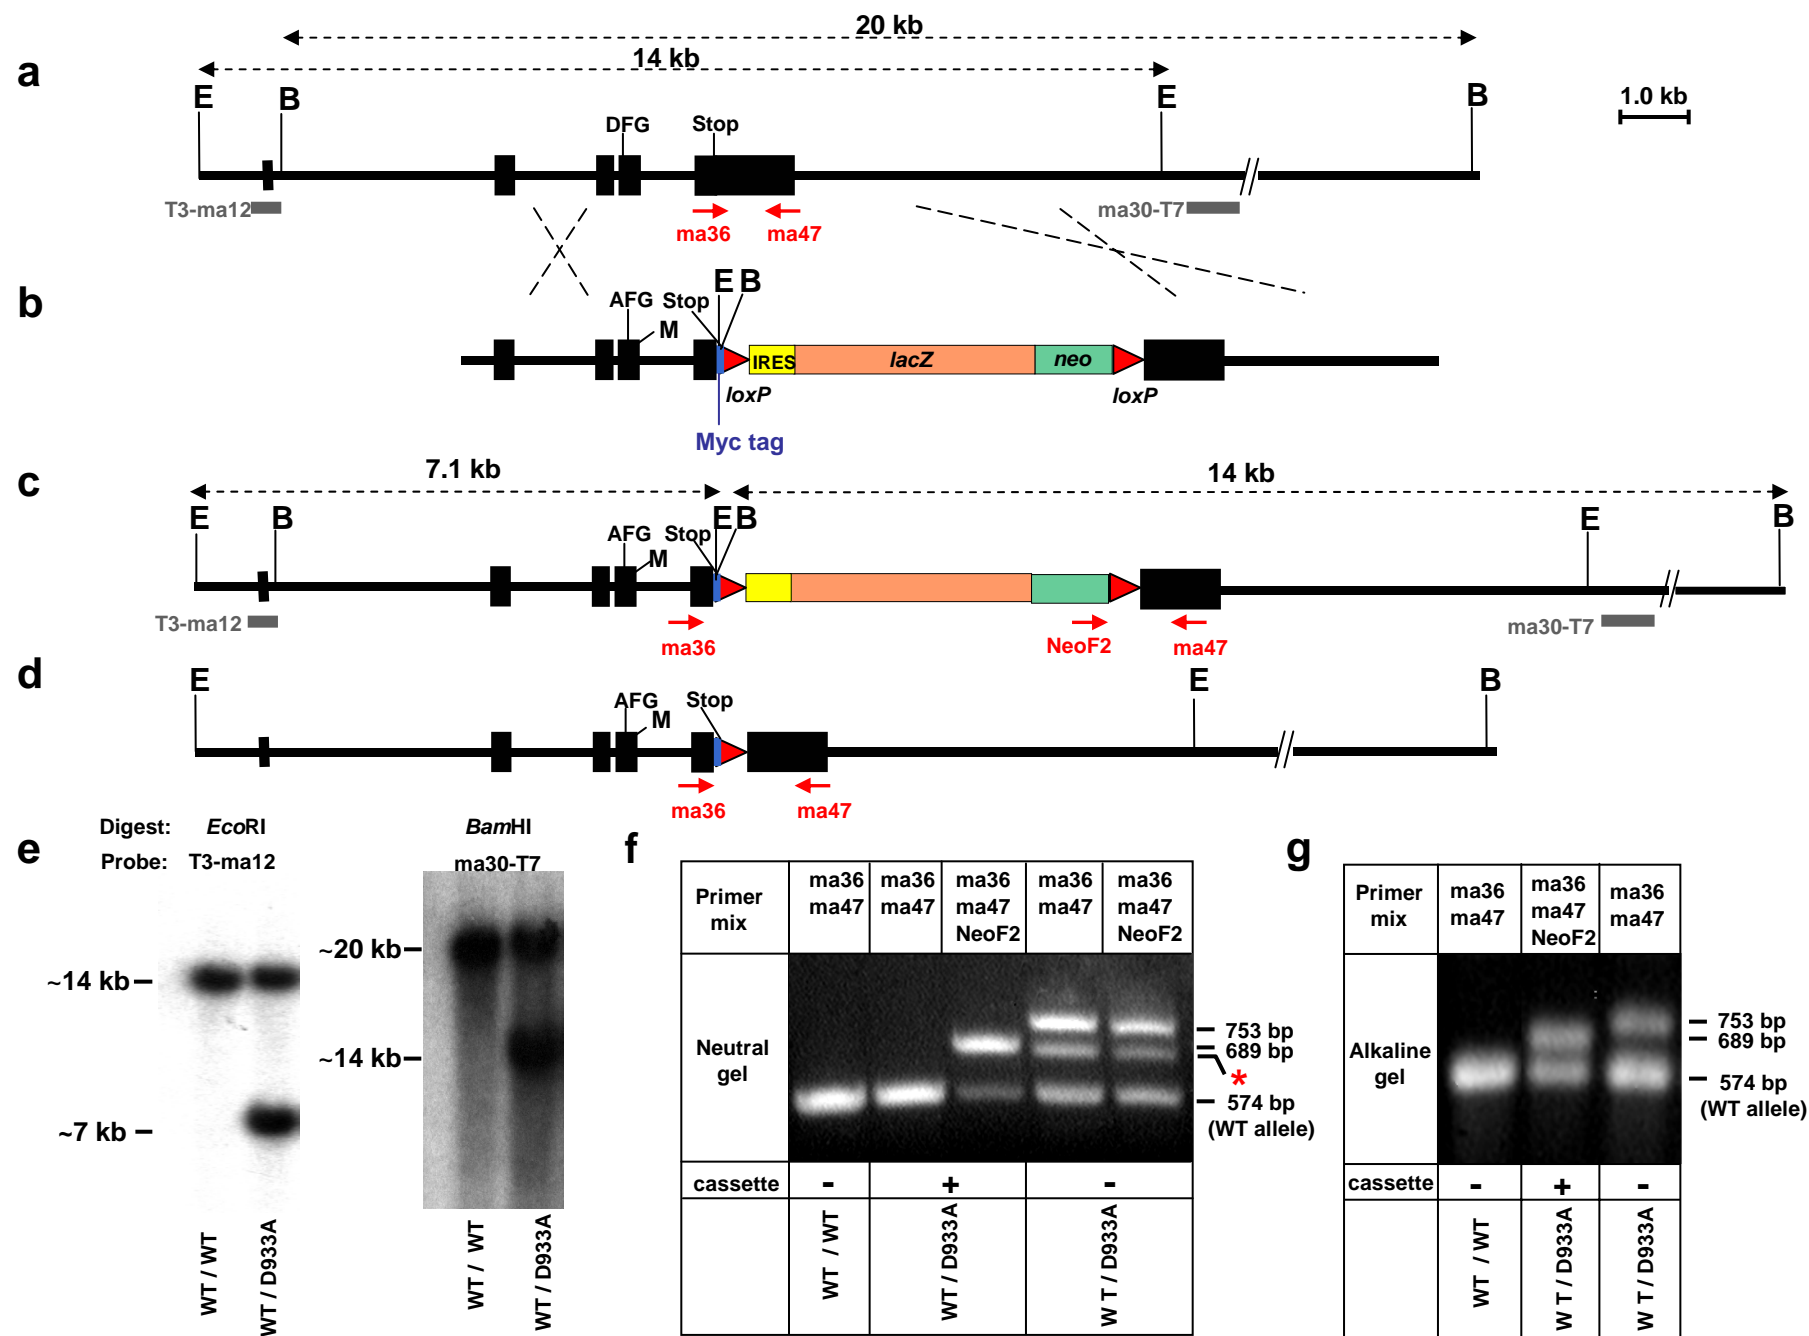 a
20 kb
14 kb
E
B
E
B
1.0 kb
DFG
Stop
T3-ma12
ma30-T7
ma36
ma47
b
E B
AFG
Stop
M
IRES
lacZ
neo
loxP
loxP
Myc tag
c
7.1 kb
14 kb
E
B
E B
E
B
AFG
Stop
M
T3-ma12
ma30-T7
ma36
NeoF2
ma47
d
E
E
B
AFG
Stop
M
ma36
ma47
e
Digest: EcoRI BamHI
Probe: T3-ma12 ma30-T7
~14 kb
~7 kb
~20 kb
~14 kb
WT / WT
WT / D933A
WT / WT
WT / D933A
f
Primer mix
ma36 ma47
ma36 ma47
ma36 ma47 NeoF2
ma36 ma47
ma36 ma47 NeoF2
Neutral gel
753 bp
689 bp
*
574 bp
(WT allele)
cassette - + -
WT / WT
WT / D933A
W T / D933A
g
Primer mix
ma36 ma47
ma36 ma47 NeoF2
ma36 ma47
Alkaline gel
753 bp
689 bp
574 bp
(WT allele)
cassette - + -
WT / WT
W T / D933A
W T / D933A